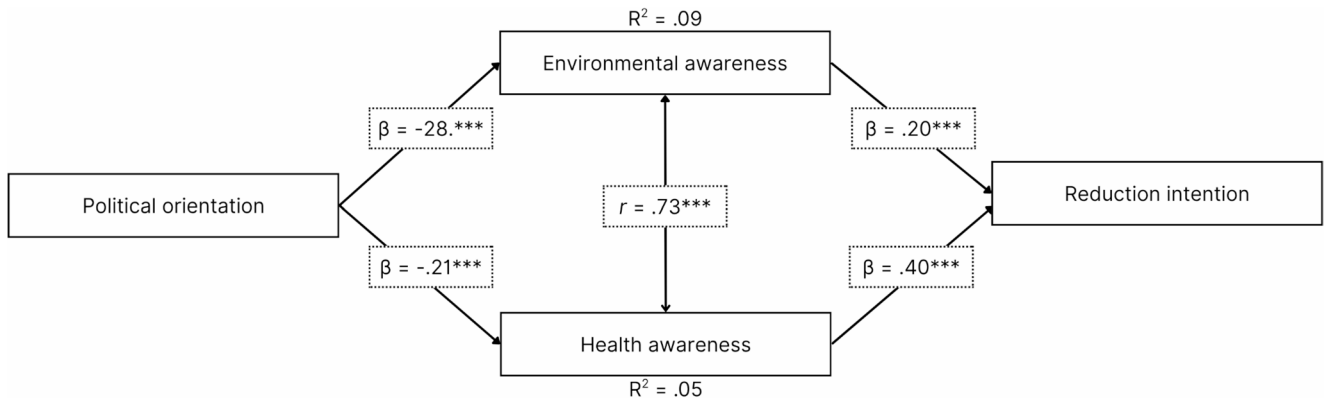 R² = .09
Environmental awareness
β = -28.***
β = .20***
Political orientation
r = .73***
Reduction intention
β = -.21***
β = .40***
Health awareness
R² = .05